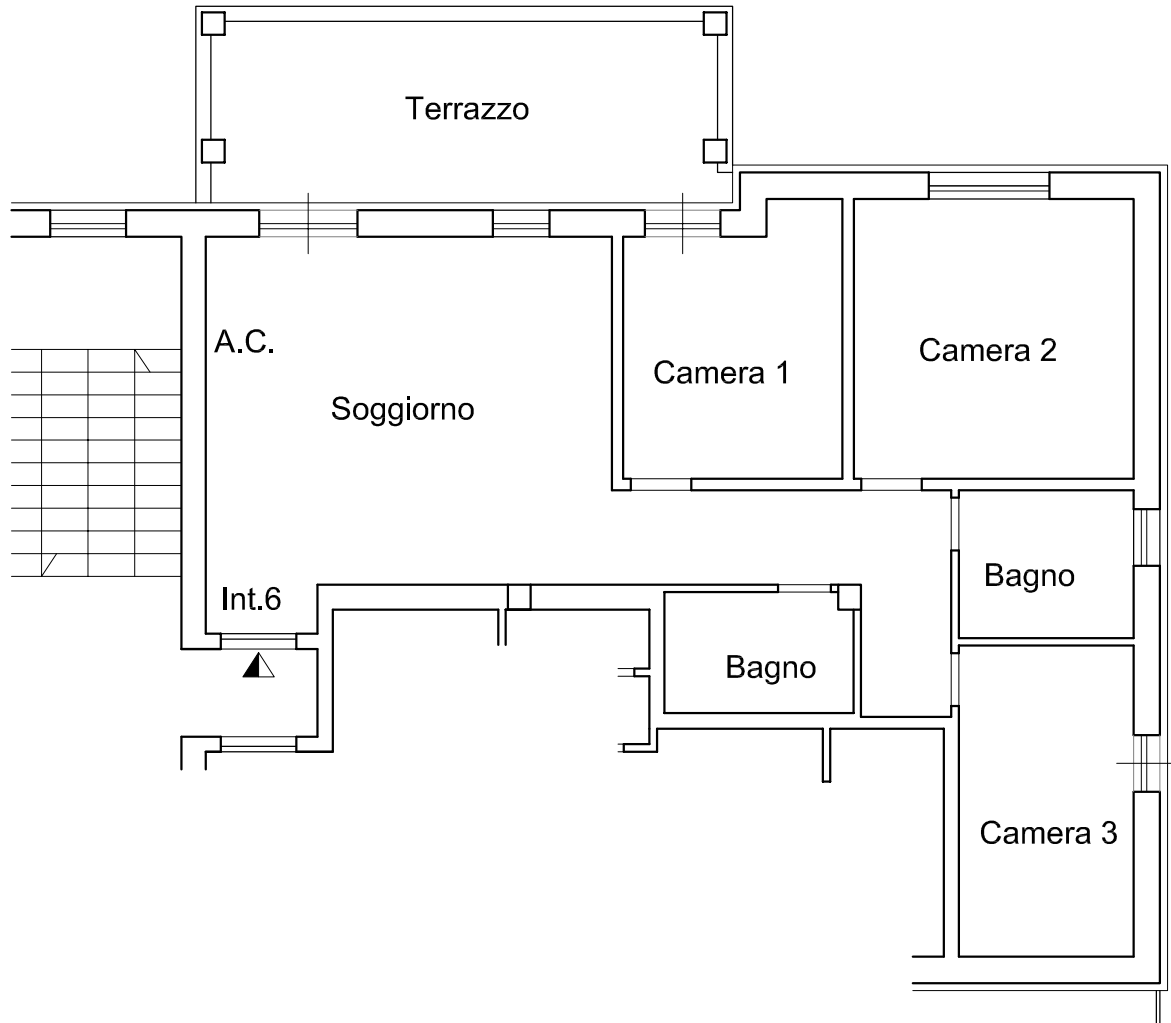 Terrazzo
A.C.
Camera 2
Camera 1
Soggiorno
Bagno
Int.6
Bagno
Camera 3